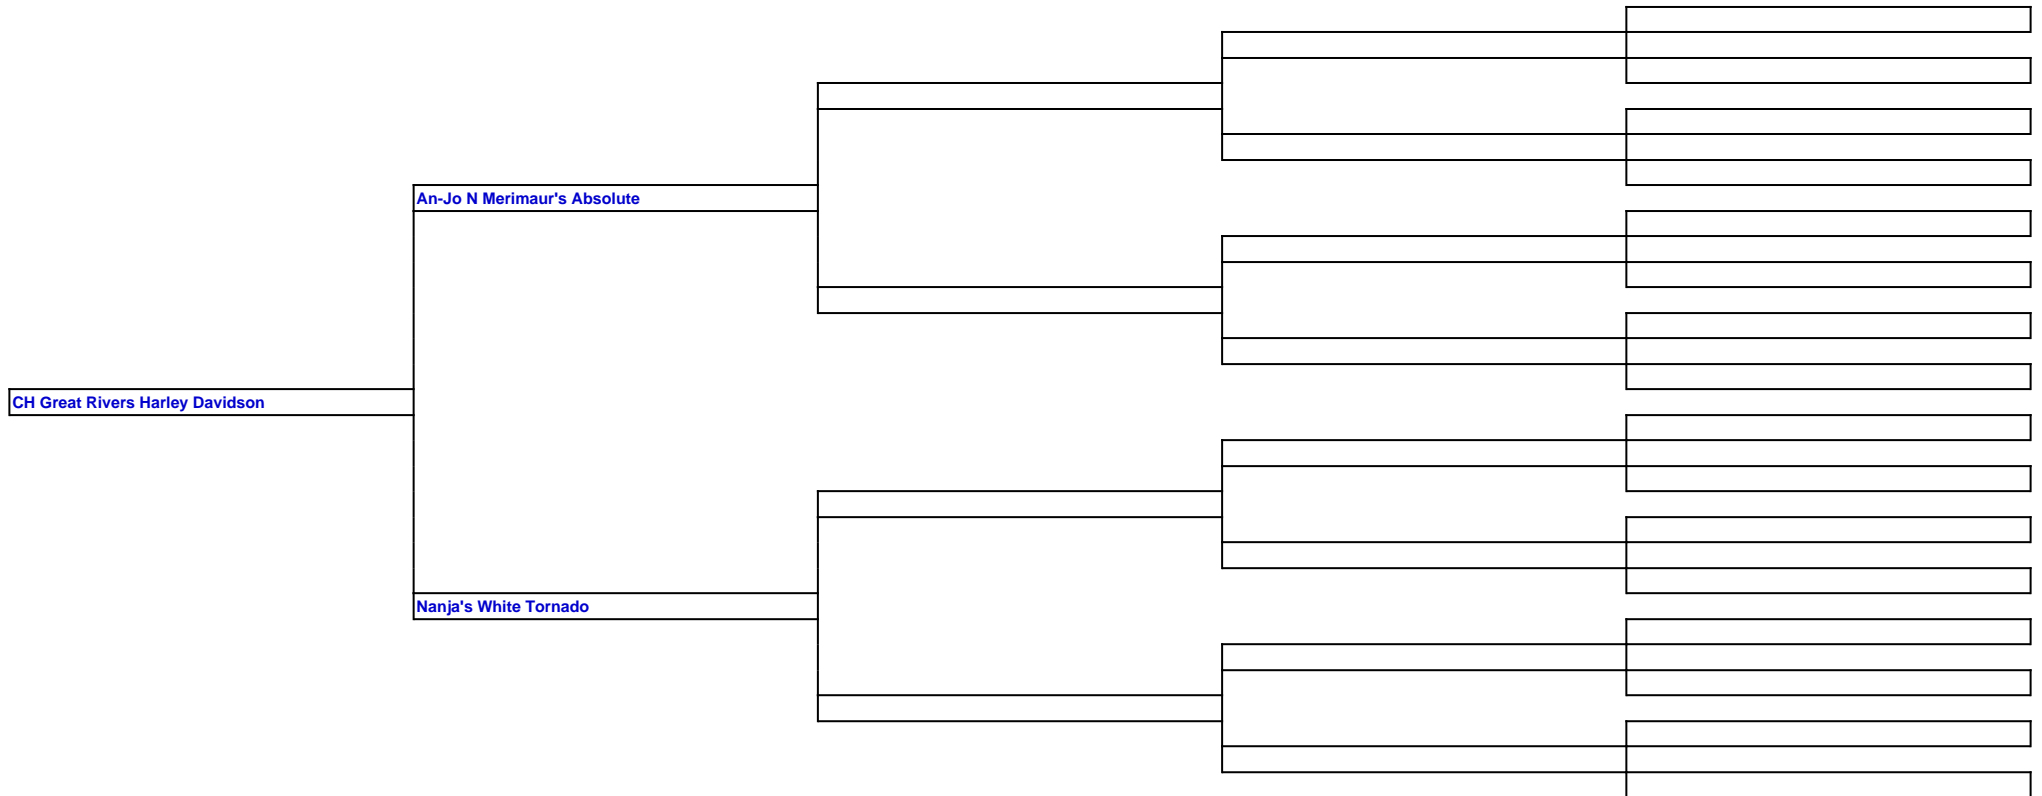 An-Jo N Merimaur's Absolute
CH Great Rivers Harley Davidson
Nanja's White Tornado